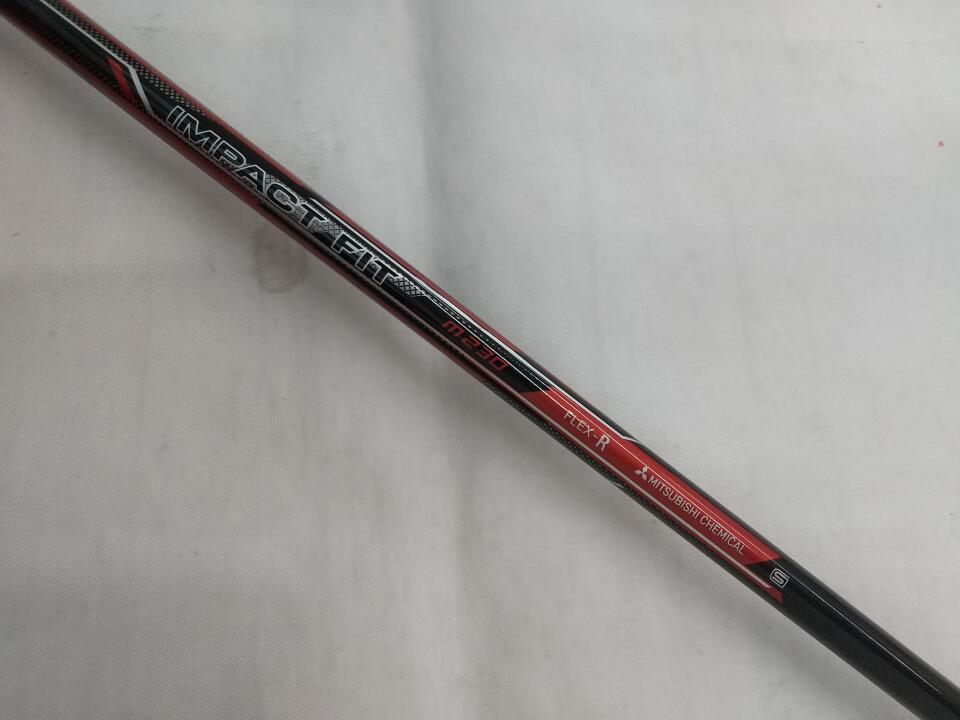 IMPACT FIT
M230
FLEX-R
MITSUBISHI CHEMICAL
S